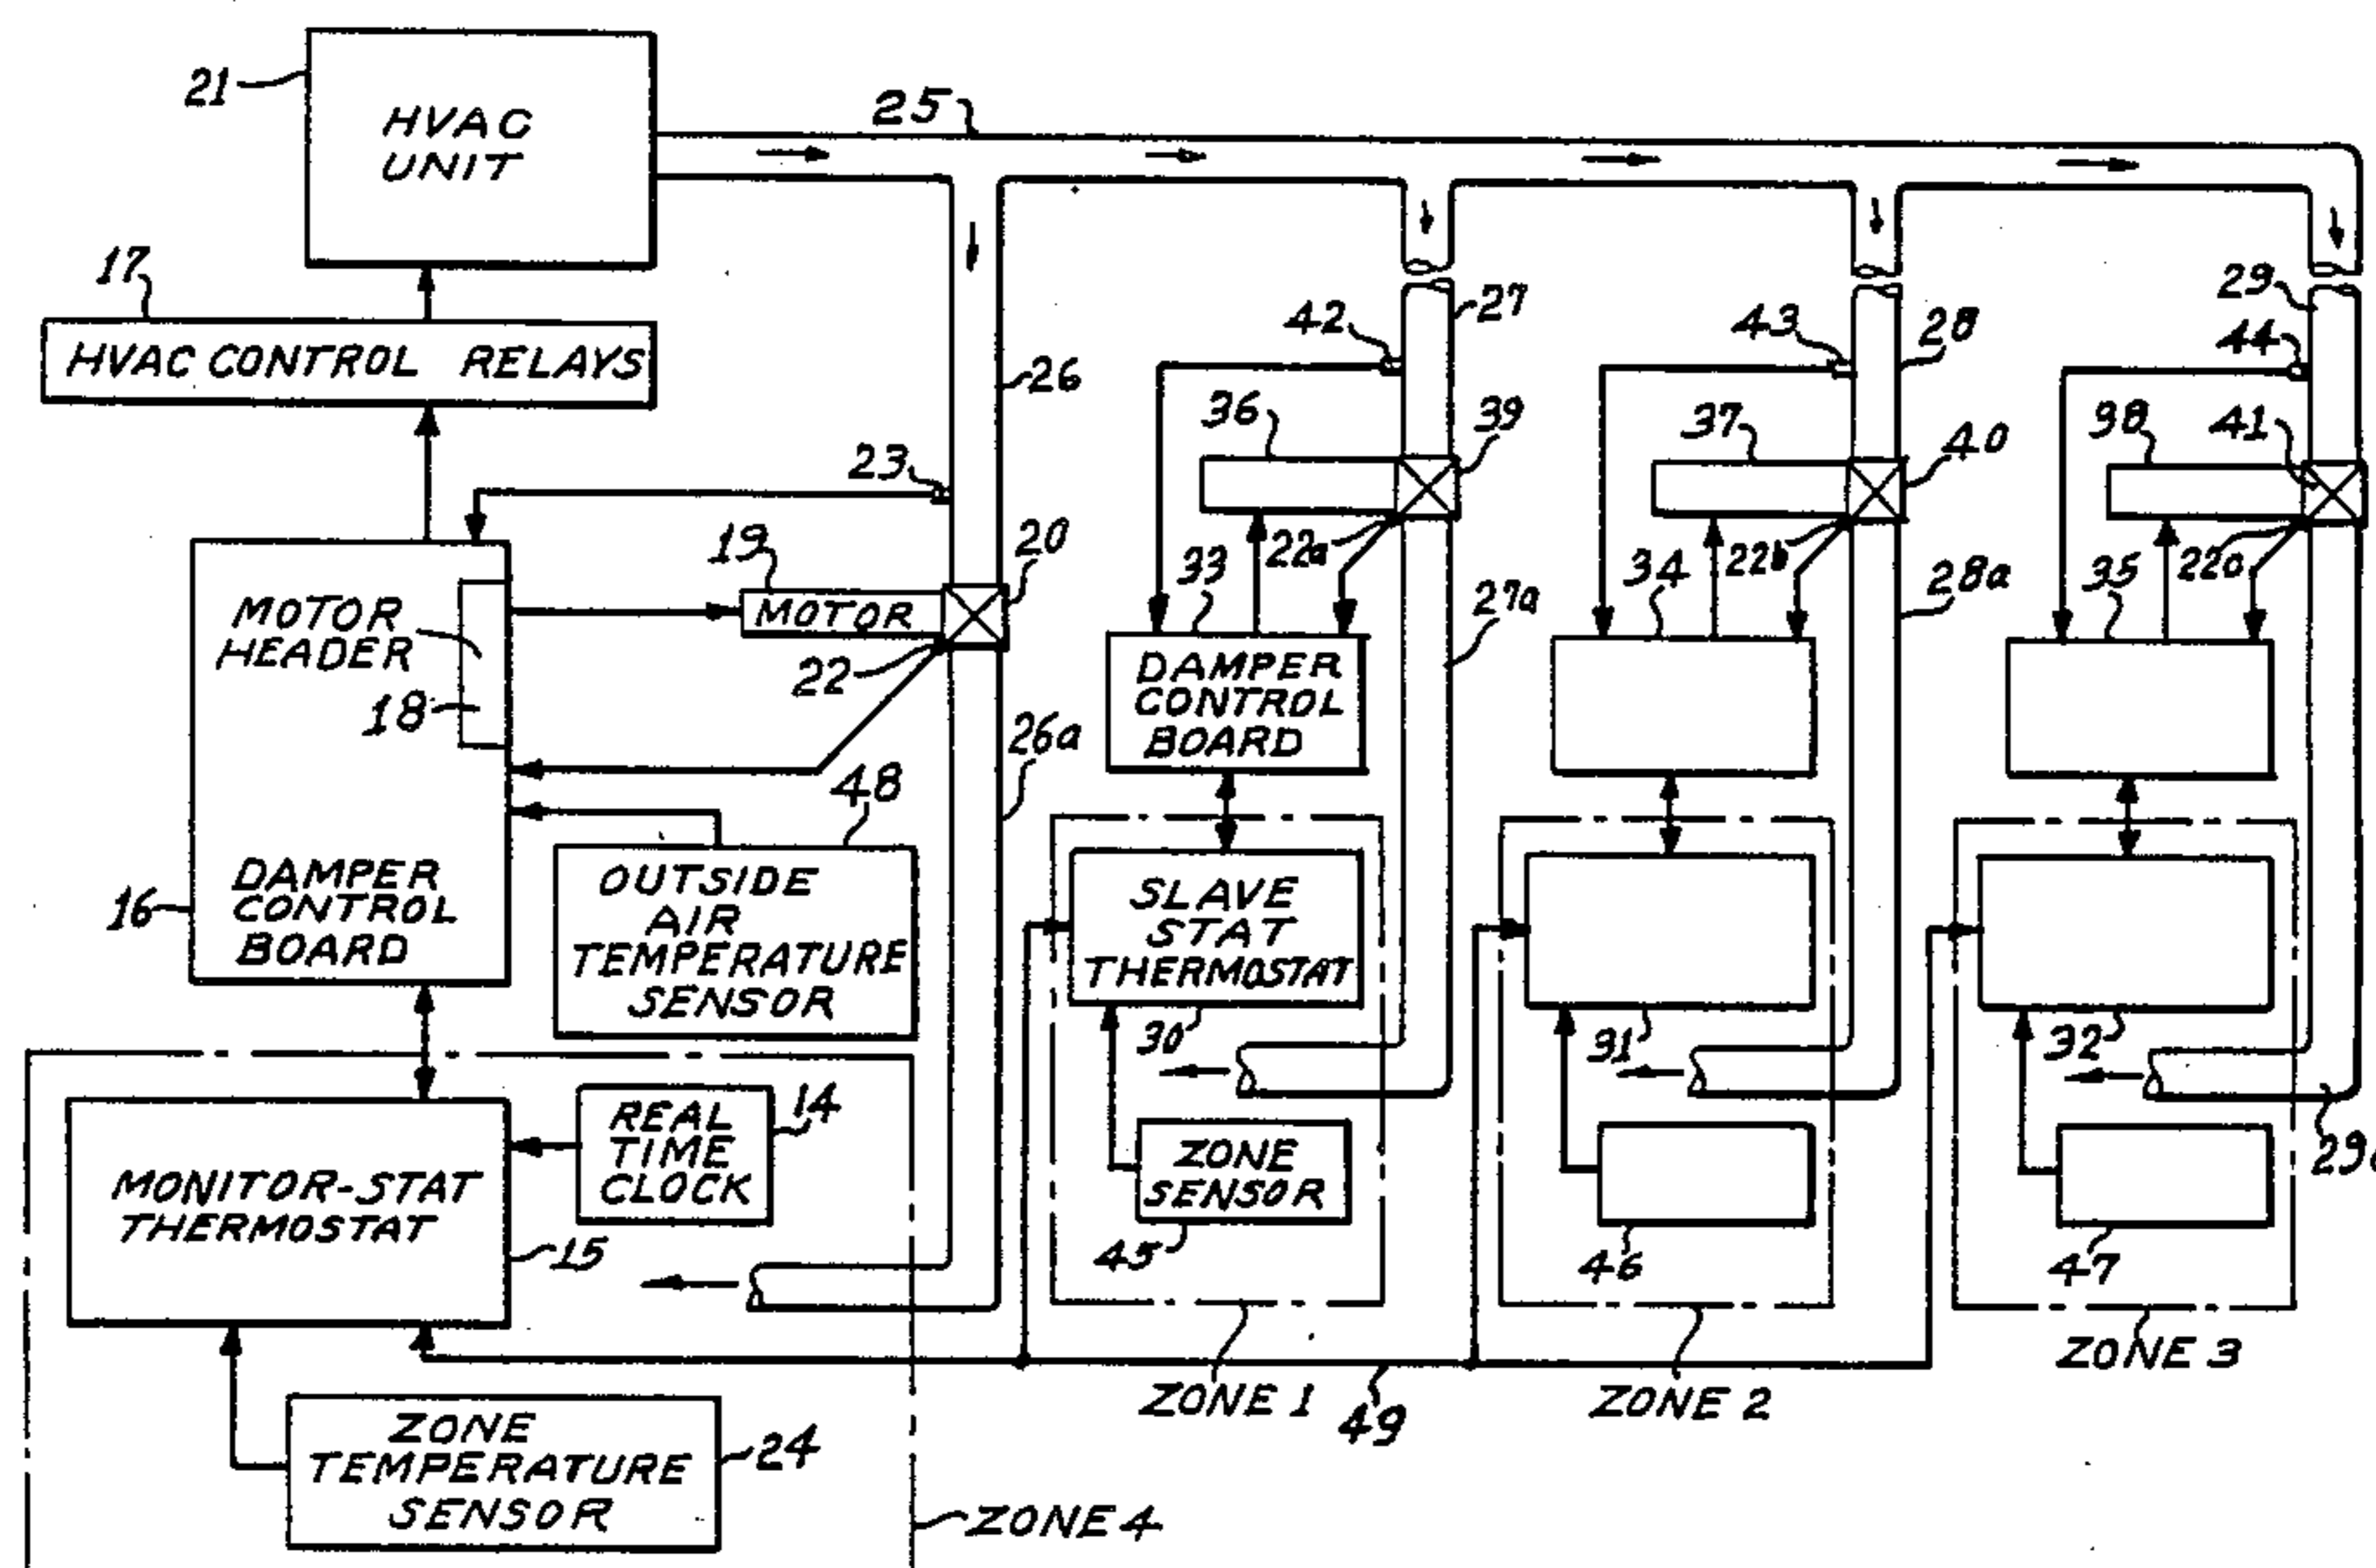 21
HVAC
UNIT
25
17
HVAC CONTROL RELAYS
26
23
42
27
43
28
29
44
36
39
37
40
98
41
19
MOTOR
20
22
22a
33
22b
34
35
MOTOR
HEADER
18
26a
27a
28a
DAMPER
CONTROL
BOARD
48
16
DAMPER
CONTROL
BOARD
OUTSIDE
AIR
TEMPERATURE
SENSOR
SLAVE
STAT
THERMOSTAT
30
31
32
14
REAL
TIME
CLOCK
MONITOR-STAT
THERMOSTAT
15
ZONE
SENSOR
45
46
47
ZONE 1
49
ZONE 2
ZONE 3
ZONE
TEMPERATURE
SENSOR
24
ZONE 4